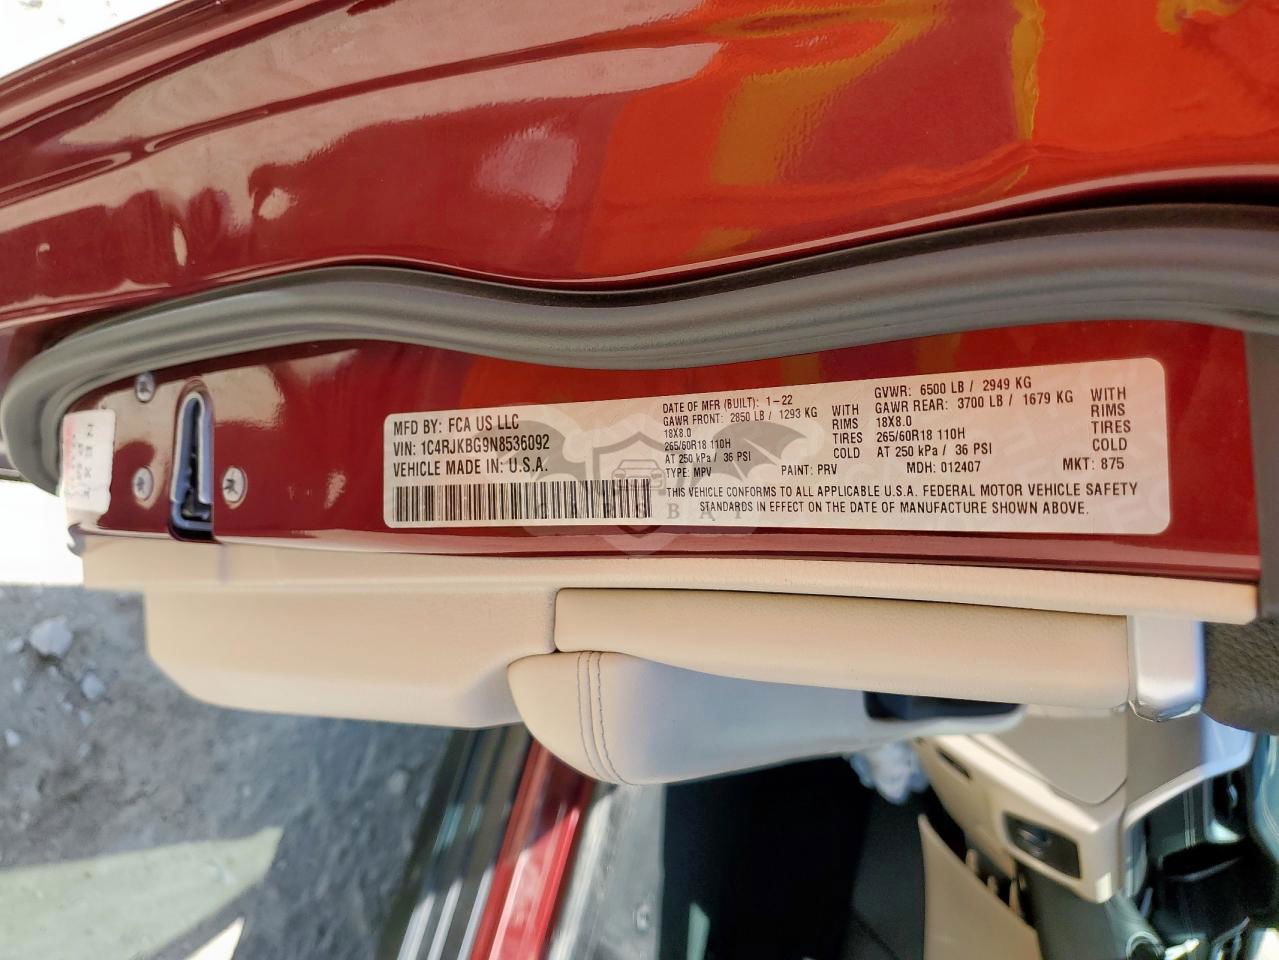 MFD BY: FCA US LLC
VIN: 1C4RJKBG9N8536092
VEHICLE MADE IN: U.S.A.
DATE OF MFR (BUILT): 1-22
GAWR FRONT: 2850 LB / 1293 KG WITH
18X8.0 RIMS
265/60R18 110H TIRES
AT 250 kPa / 36 PSI COLD
TYPE: MPV PAINT: PRV MDH: 012407 MKT: 875
GVWR: 6500 LB / 2949 KG
GAWR REAR: 3700 LB / 1679 KG WITH
18X8.0 RIMS
265/60R18 110H TIRES
AT 250 kPa / 36 PSI COLD
THIS VEHICLE CONFORMS TO ALL APPLICABLE U.S.A. FEDERAL MOTOR VEHICLE SAFETY
STANDARDS IN EFFECT ON THE DATE OF MANUFACTURE SHOWN ABOVE.